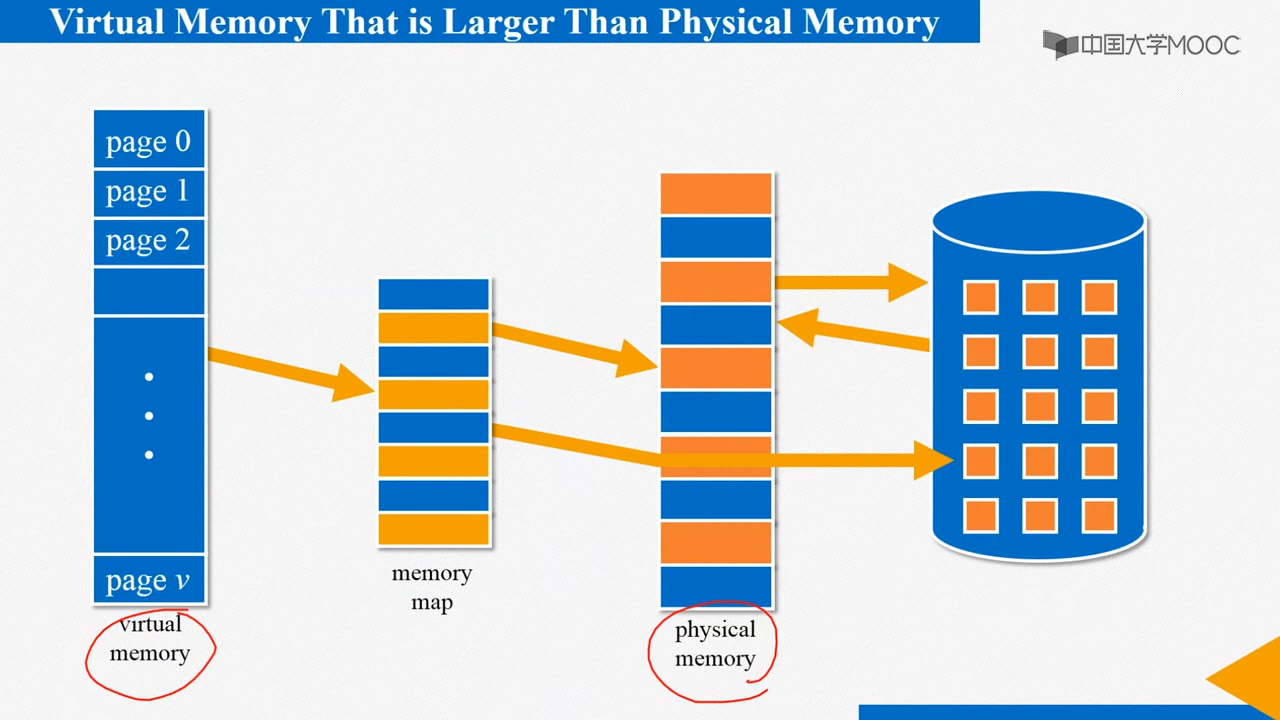 Virtual Memory That is Larger Than Physical Memory
中国大学MOOC
page 0
page 1
page 2
page v
virtual
memory
memory
map
physical
memory